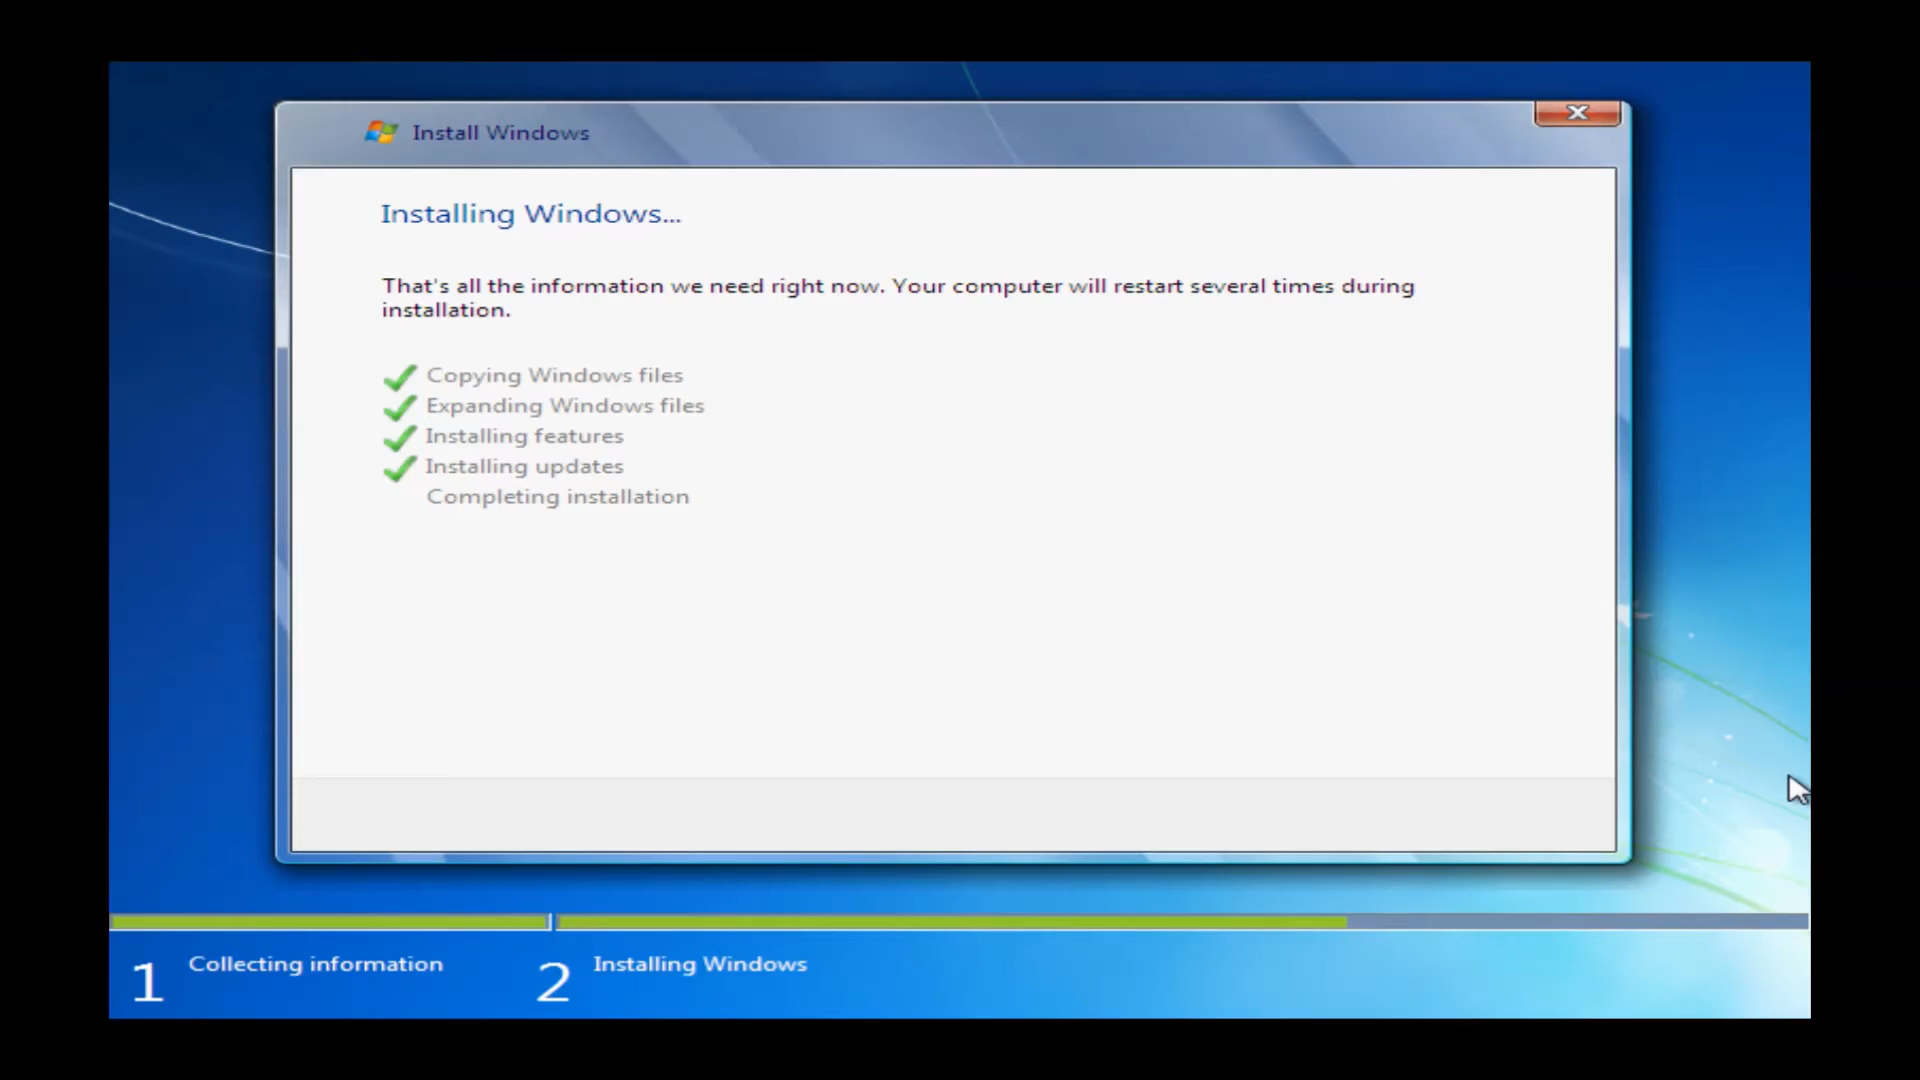 Install Windows
Installing Windows...
That's all the information we need right now. Your computer will restart several times during
installation.
Copying Windows files
Expanding Windows files
Installing features
Installing updates
Completing installation
1 Collecting information
2 Installing Windows